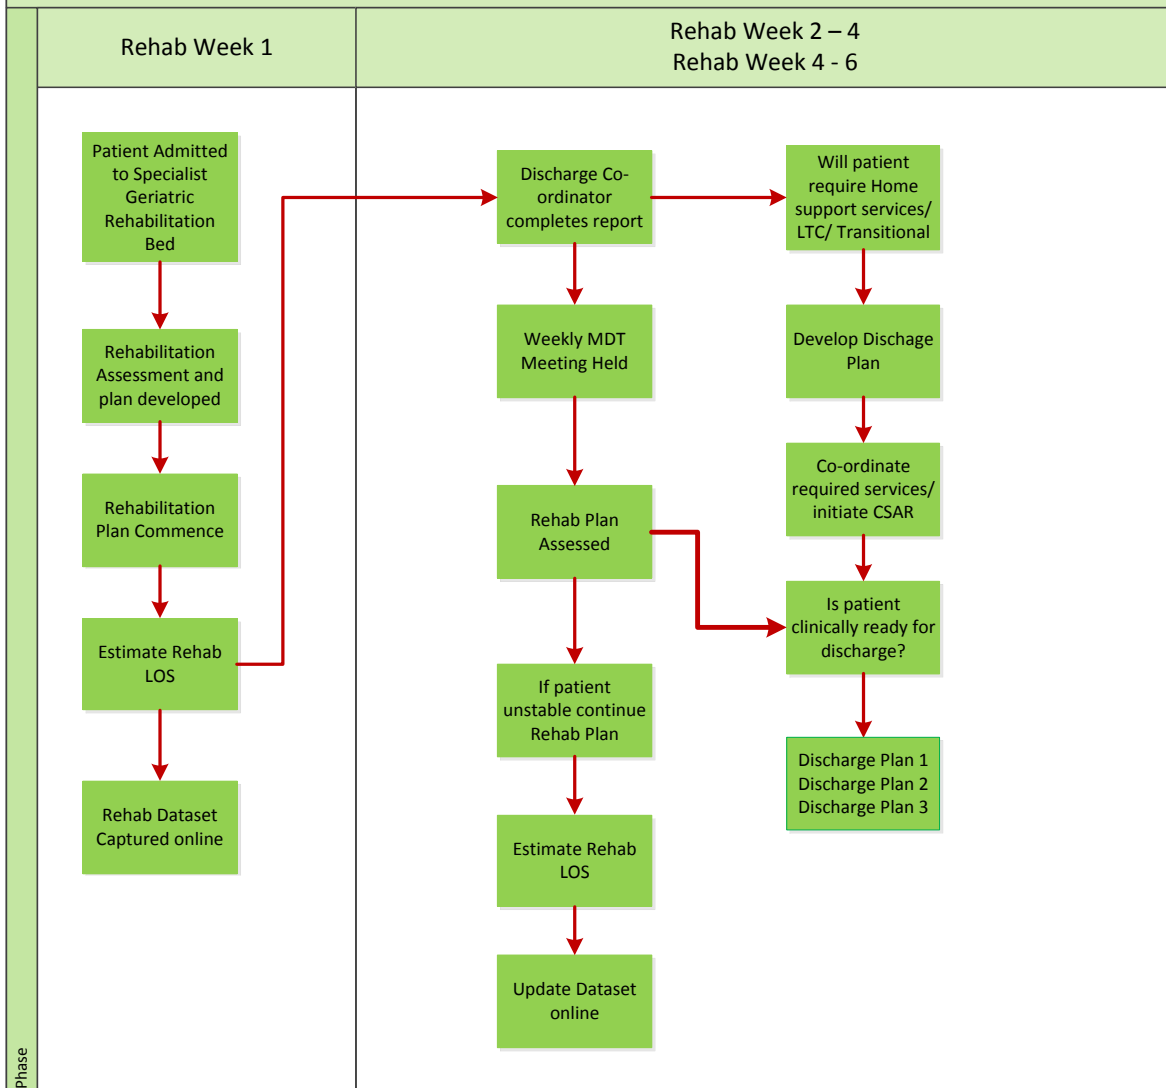 Rehab Week 1
Rehab Week 2 – 4
Rehab Week 4 - 6
Patient Admitted
to Specialist
Geriatric
Rehabilitation
Bed
Rehabilitation
Assessment and
plan developed
Rehabilitation
Plan Commence
Estimate Rehab
LOS
Rehab Dataset
Captured online
Discharge Co-
ordinator
completes report
Weekly MDT
Meeting Held
Rehab Plan
Assessed
If patient
unstable continue
Rehab Plan
Estimate Rehab
LOS
Update Dataset
online
Will patient
require Home
support services/
LTC/ Transitional
Develop Dischage
Plan
Co-ordinate
required services/
initiate CSAR
Is patient
clinically ready for
discharge?
Discharge Plan 1
Discharge Plan 2
Discharge Plan 3
Phase